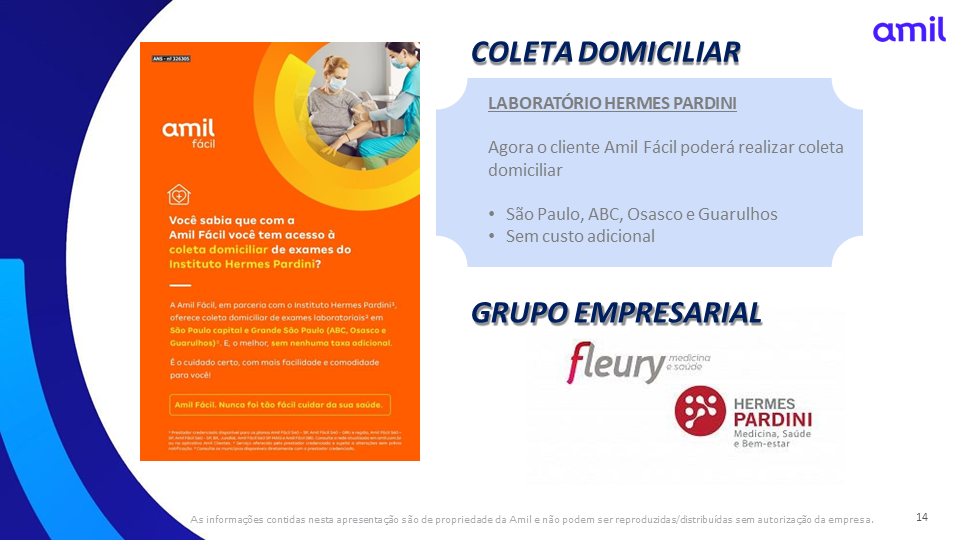 amil
ANS - nº 326305
amil
fácil
Você sabia que com a
Amil Fácil você tem acesso à
coleta domiciliar de exames do
Instituto Hermes Pardini?
A Amil Fácil, em parceria com o Instituto Hermes Pardini¹,
oferece coleta domiciliar de exames laboratoriais² em
São Paulo capital e Grande São Paulo (ABC, Osasco e
Guarulhos)³. E, o melhor, sem nenhuma taxa adicional.
É o cuidado certo, com mais facilidade e comodidade
para você!
Amil Fácil. Nunca foi tão fácil cuidar da sua saúde.
COLETA DOMICILIAR
LABORATÓRIO HERMES PARDINI
Agora o cliente Amil Fácil poderá realizar coleta
domiciliar
• São Paulo, ABC, Osasco e Guarulhos
• Sem custo adicional
GRUPO EMPRESARIAL
fleury medicina
e saúde
HERMES
PARDINI
Medicina, Saúde
e Bem-estar
As informações contidas nesta apresentação são de propriedade da Amil e não podem ser reproduzidas/distribuídas sem autorização da empresa.
14